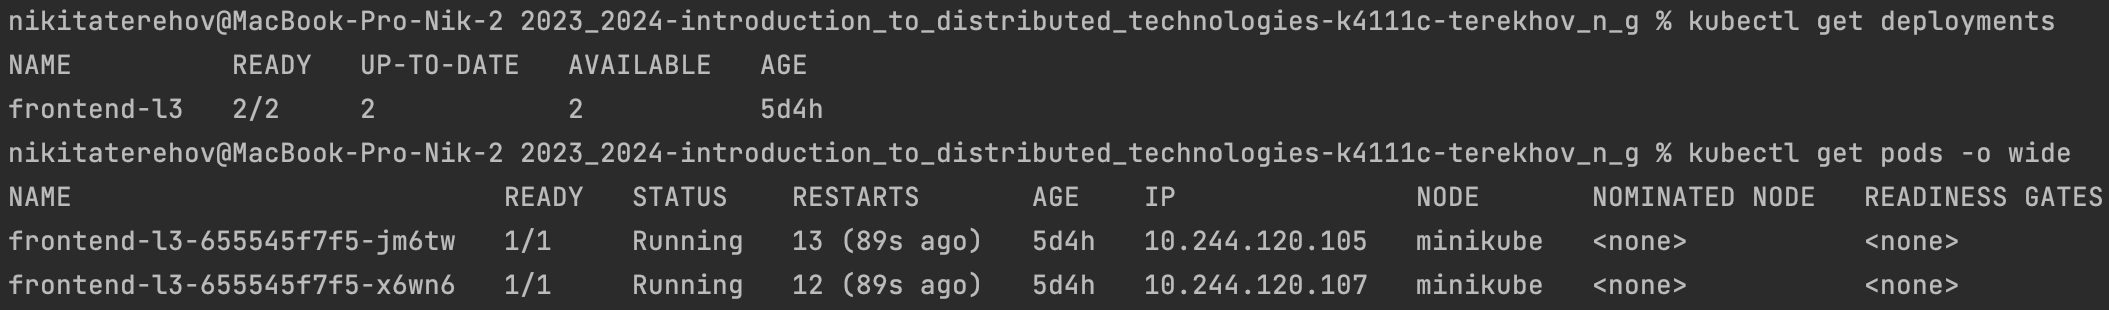 nikitaterehov@MacBook-Pro-Nik-2 2023_2024-introduction_to_distributed_technologies-k4111c-terekhov_n_g % kubectl get deployments
NAME          READY   UP-TO-DATE   AVAILABLE   AGE
frontend-l3   2/2     2            2           5d4h
nikitaterehov@MacBook-Pro-Nik-2 2023_2024-introduction_to_distributed_technologies-k4111c-terekhov_n_g % kubectl get pods -o wide
NAME                           READY   STATUS    RESTARTS       AGE    IP               NODE       NOMINATED NODE   READINESS GATES
frontend-l3-655545f7f5-jm6tw   1/1     Running   13 (89s ago)   5d4h   10.244.120.105   minikube   <none>           <none>
frontend-l3-655545f7f5-x6wn6   1/1     Running   12 (89s ago)   5d4h   10.244.120.107   minikube   <none>           <none>